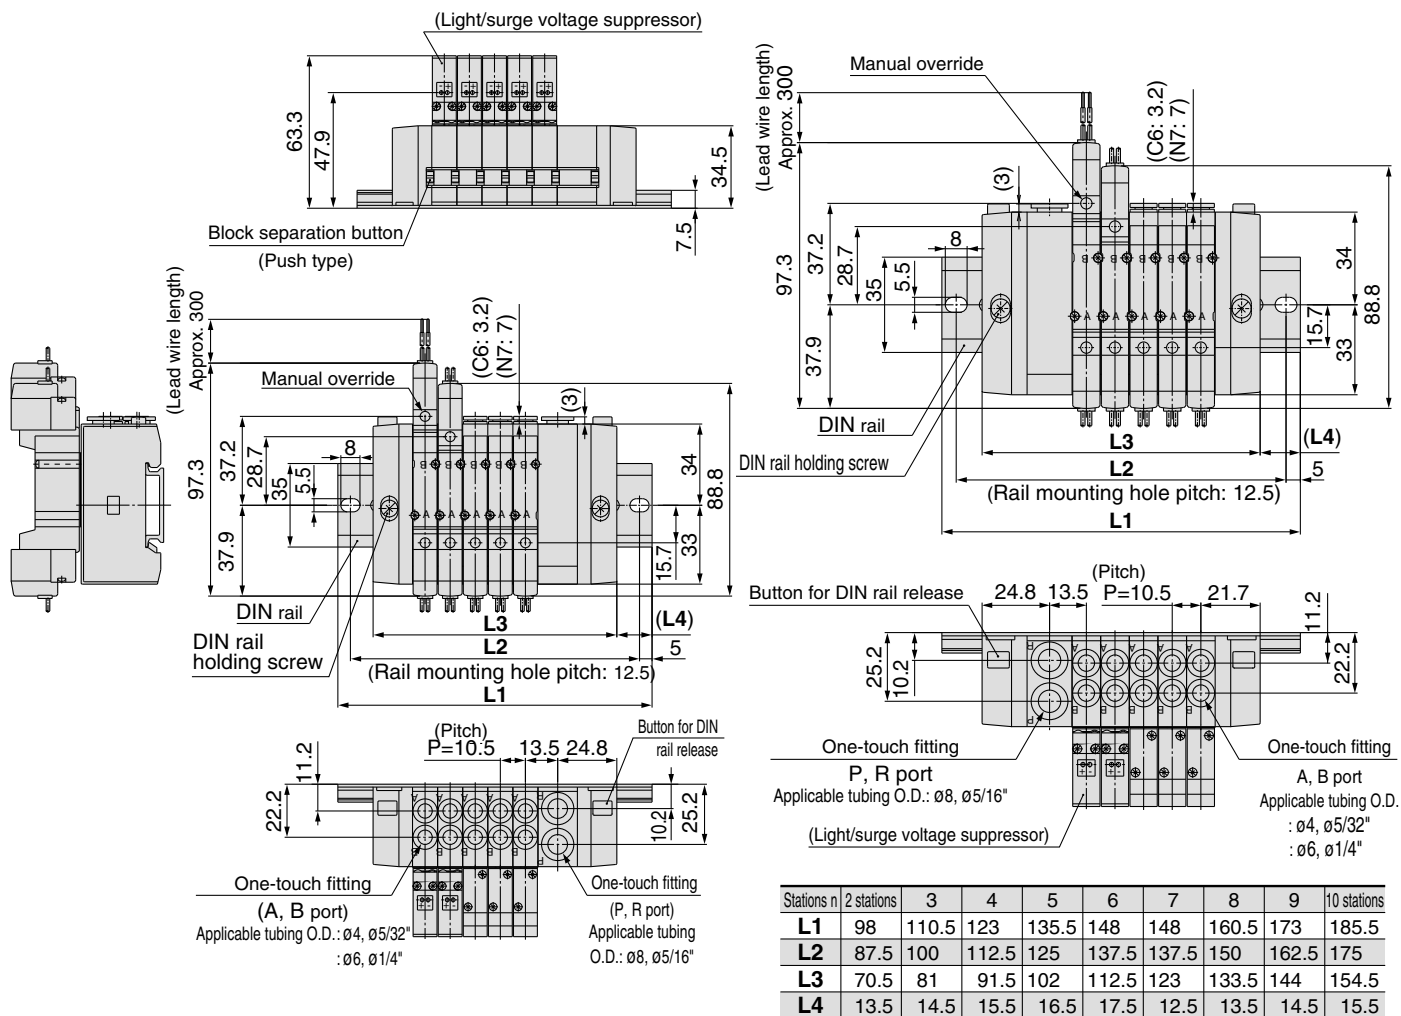 (Light/surge voltage suppressor)
63.3
47.9
34.5
7.5
Block separation button
(Push type)
(Lead wire length)
Approx. 300
Manual override
(C6: 3.2)
(N7: 7)
(3)
97.3
37.2
28.7
35
8
5.5
37.9
34
88.8
33
15.7
DIN rail
DIN rail holding screw
L3
(L4)
L2
5
(Rail mounting hole pitch: 12.5)
L1
(Lead wire length)
Approx. 300
Manual override
(C6: 3.2)
(N7: 7)
(3)
97.3
37.2
28.7
35
8
5.5
37.9
B B B B B
A A A A A
34
88.8
33
15.7
DIN rail
DIN rail
holding screw
L3
(L4)
L2
5
(Rail mounting hole pitch: 12.5)
L1
(Pitch)
P=10.5 13.5 24.8
Button for DIN
rail release
11.2
22.2
10.2
25.2
One-touch fitting
(A, B port)
Applicable tubing O.D.: ø4, ø5/32"
: ø6, ø1/4"
One-touch fitting
(P, R port)
Applicable tubing
O.D.: ø8, ø5/16"
Button for DIN rail release
(Pitch)
24.8 13.5 P=10.5 21.7
11.2
25.2
10.2
22.2
One-touch fitting
P, R port
Applicable tubing O.D.: ø8, ø5/16"
(Light/surge voltage suppressor)
One-touch fitting
A, B port
Applicable tubing O.D.
: ø4, ø5/32"
: ø6, ø1/4"
Stations n 2 stations 3 4 5 6 7 8 9 10 stations
L1 98 110.5 123 135.5 148 148 160.5 173 185.5
L2 87.5 100 112.5 125 137.5 137.5 150 162.5 175
L3 70.5 81 91.5 102 112.5 123 133.5 144 154.5
L4 13.5 14.5 15.5 16.5 17.5 12.5 13.5 14.5 15.5